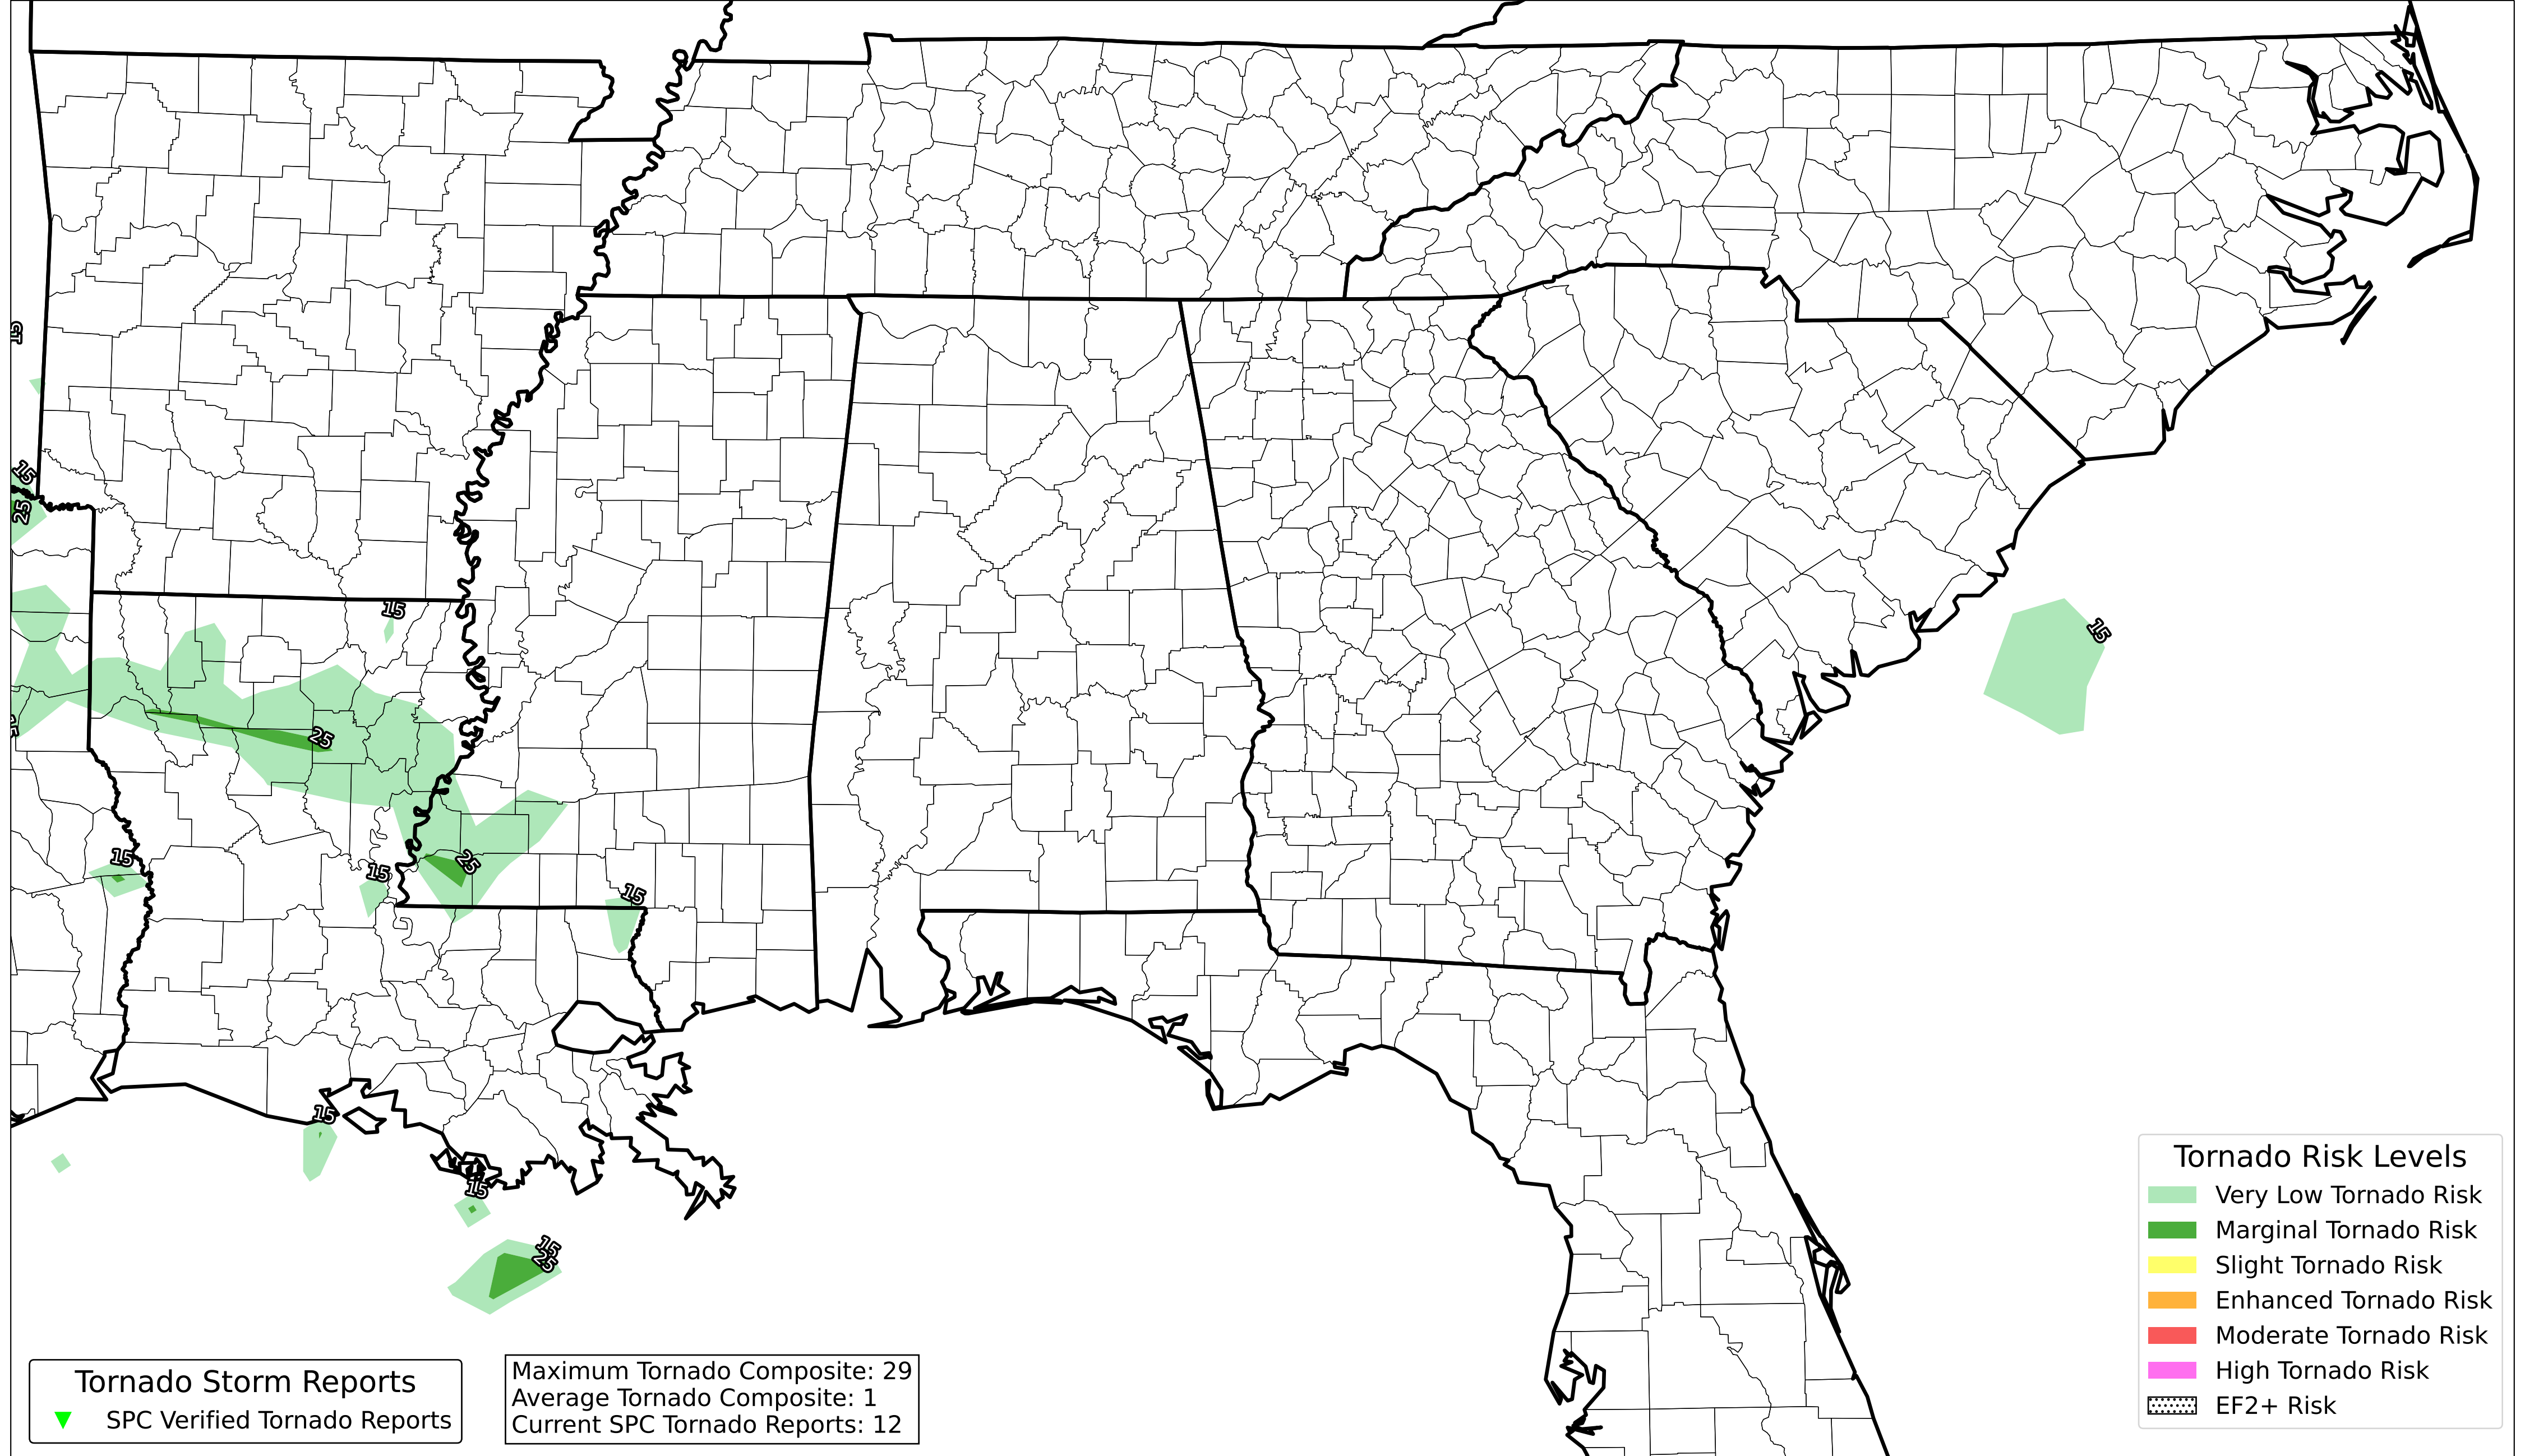 15
15
25
15
25
15
15
25
15
15
15
15
15
25
15
Tornado Risk Levels
Very Low Tornado Risk
Marginal Tornado Risk
Slight Tornado Risk
Enhanced Tornado Risk
Moderate Tornado Risk
High Tornado Risk
EF2+ Risk
Tornado Storm Reports
SPC Verified Tornado Reports
Maximum Tornado Composite: 29
Average Tornado Composite: 1
Current SPC Tornado Reports: 12